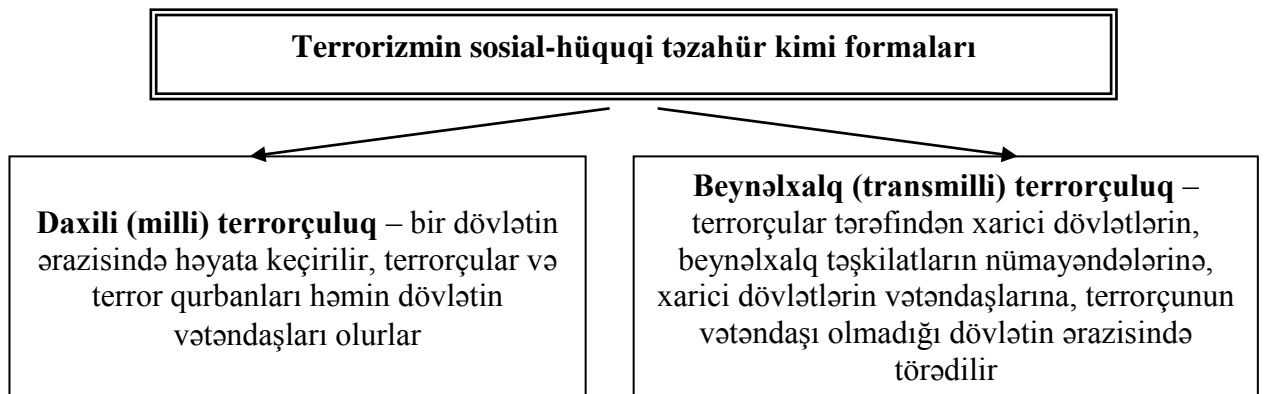 Terrorizmin sosial-hüquqi təzahür kimi formaları
Daxili (milli) terrorçuluq – bir dövlətin
ərazisində həyata keçirilir, terrorçular və
terror qurbanları həmin dövlətin
vətəndaşları olurlar
Beynəlxalq (transmilli) terrorçuluq –
terrorçular tərəfindən xarici dövlətlərin,
beynəlxalq təşkilatların nümayəndələrinə,
xarici dövlətlərin vətəndaşlarına, terrorçunun
vətəndaşı olmadığı dövlətin ərazisində
törədilir